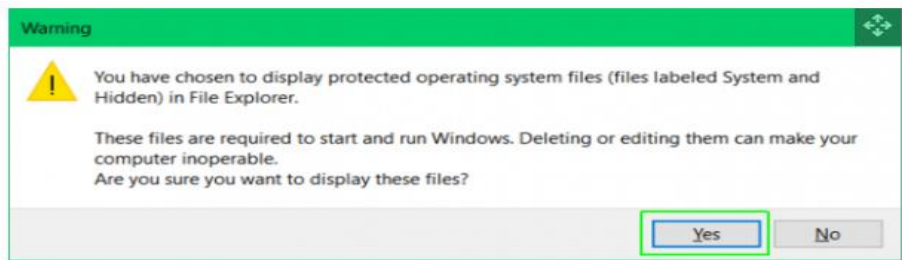 Warning
You have chosen to display protected operating system files (files labeled System and
Hidden) in File Explorer.
These files are required to start and run Windows. Deleting or editing them can make your
computer inoperable.
Are you sure you want to display these files?
Yes No